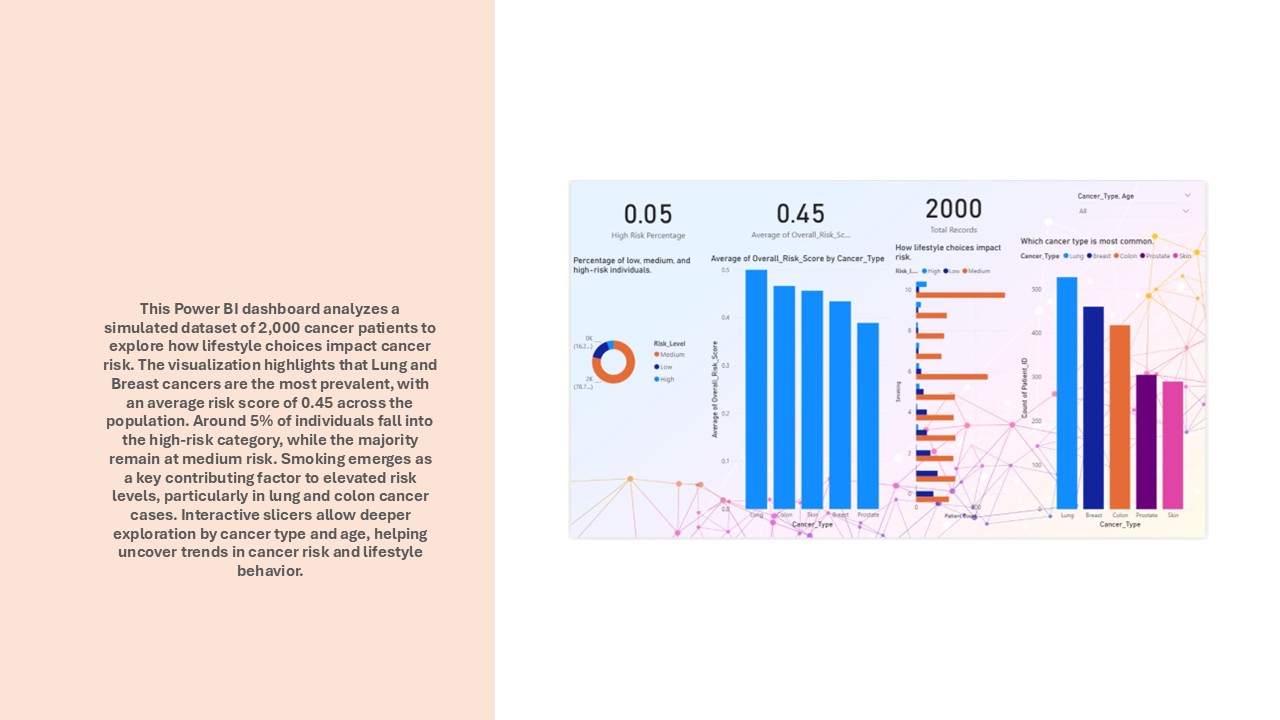 This Power BI dashboard analyzes a
simulated dataset of 2,000 cancer patients to
explore how lifestyle choices impact cancer
risk. The visualization highlights that Lung and
Breast cancers are the most prevalent, with
an average risk score of 0.45 across the
population. Around 5% of individuals fall into
the high-risk category, while the majority
remain at medium risk. Smoking emerges as
a key contributing factor to elevated risk
levels, particularly in lung and colon cancer
cases. Interactive slicers allow deeper
exploration by cancer type and age, helping
uncover trends in cancer risk and lifestyle
behavior.
0.05
High Risk Percentage
0.45
Average of Overall_Risk_Sc...
2000
Total Records
Cancer_Type, Age
All
Percentage of low, medium, and
high-risk individuals.
0K
(16.2...)
2K
(78.7...)
Risk_Level
Medium
Low
High
Average of Overall_Risk_Score by Cancer_Type
Average of Overall_Risk_Score
0.5
0.4
0.3
0.2
0.1
0.0
Lung Colon Skin Breast Prostate
Cancer_Type
How lifestyle choices impact
risk.
Risk_L... High Low Medium
Smoking
10
8
6
4
2
0
0
Patient Count
Which cancer type is most common.
Cancer_Type Lung Breast Colon Prostate Skin
Count of Patient_ID
500
400
300
200
100
0
Lung Breast Colon Prostate Skin
Cancer_Type